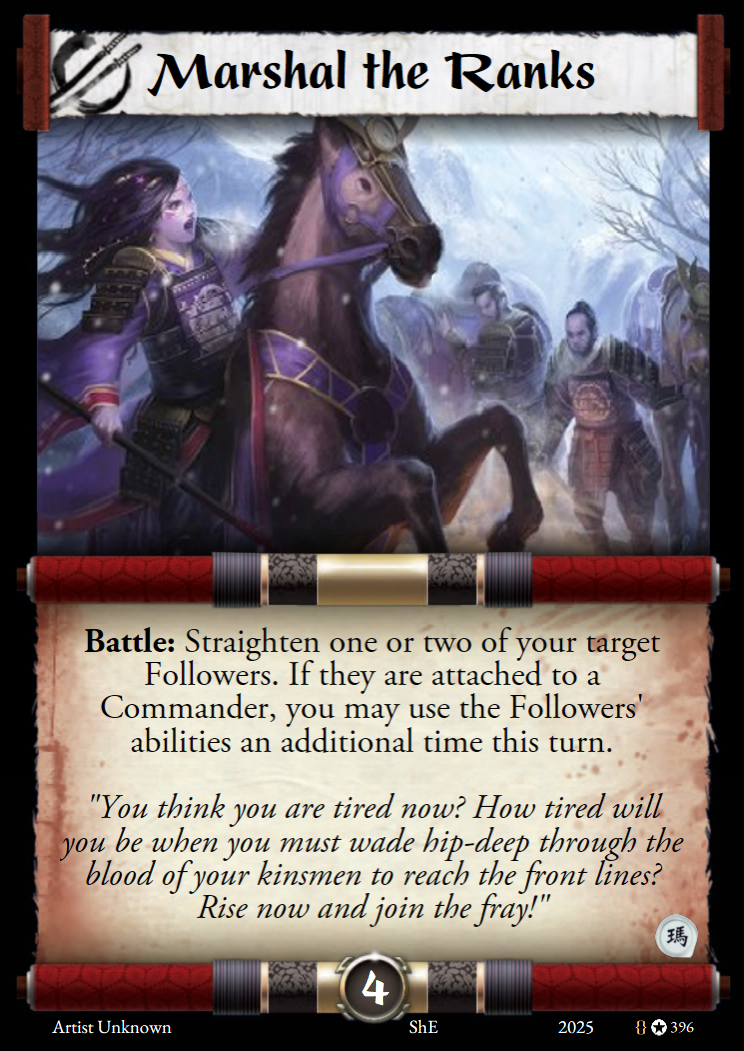 Marshal the Ranks
Battle: Straighten one or two of your target
Followers. If they are attached to a
Commander, you may use the Followers'
abilities an additional time this turn.
"You think you are tired now? How tired will
you be when you must wade hip-deep through the
blood of your kinsmen to reach the front lines?
Rise now and join the fray!"
瑪
4
Artist Unknown ShE 2025 {} ✪ 396